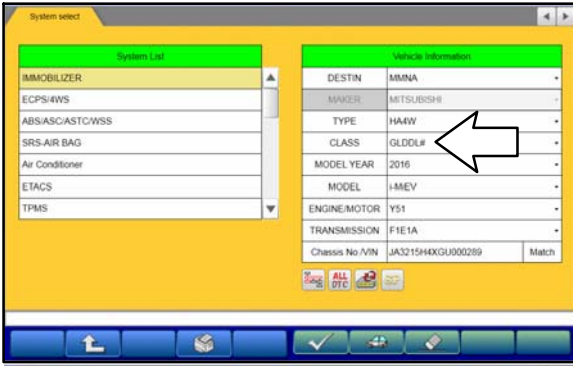 System select
System List
IMMOBILIZER
ECPS/4WS
ABS/ASC/ASTC/WSS
SRS-AIR BAG
Air Conditioner
ETACS
TPMS
Vehicle Information
DESTIN MMNA
MAKER MITSUBISHI
TYPE HA4W
CLASS GLDDL#
MODEL YEAR 2016
MODEL i-MiEV
ENGINE/MOTOR Y51
TRANSMISSION F1E1A
Chassis No./VIN JA3215H4XGU000289 Match
ALL
DTC